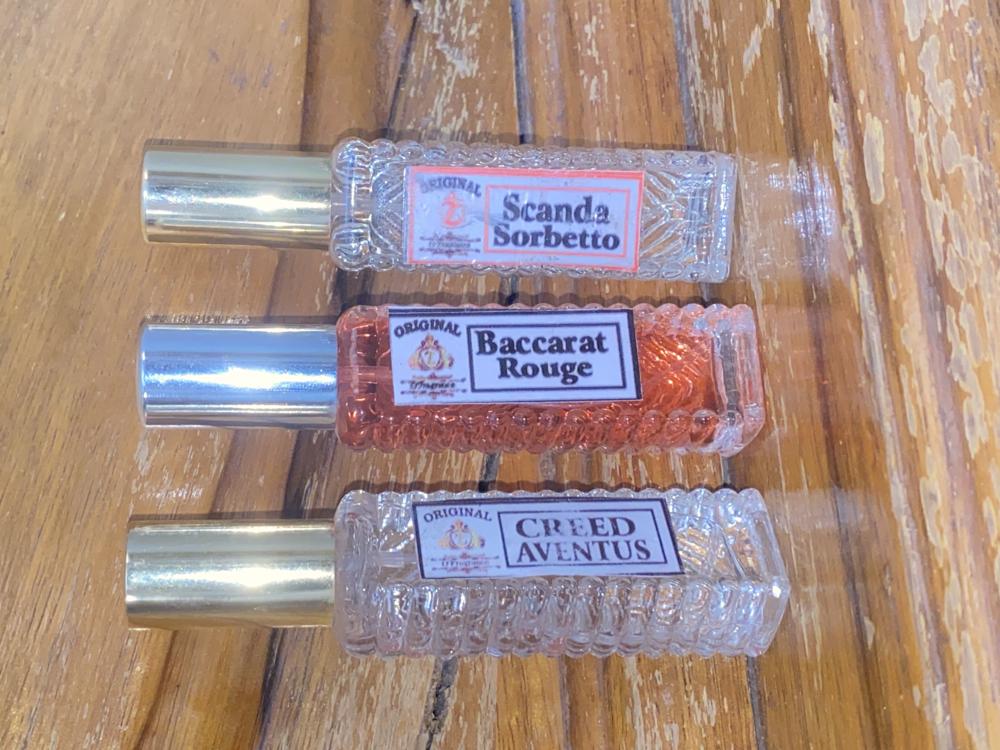 ORIGINAL
Scanda
Sorbetto
ORIGINAL
Baccarat
Rouge
ORIGINAL
CREED
AVENTUS